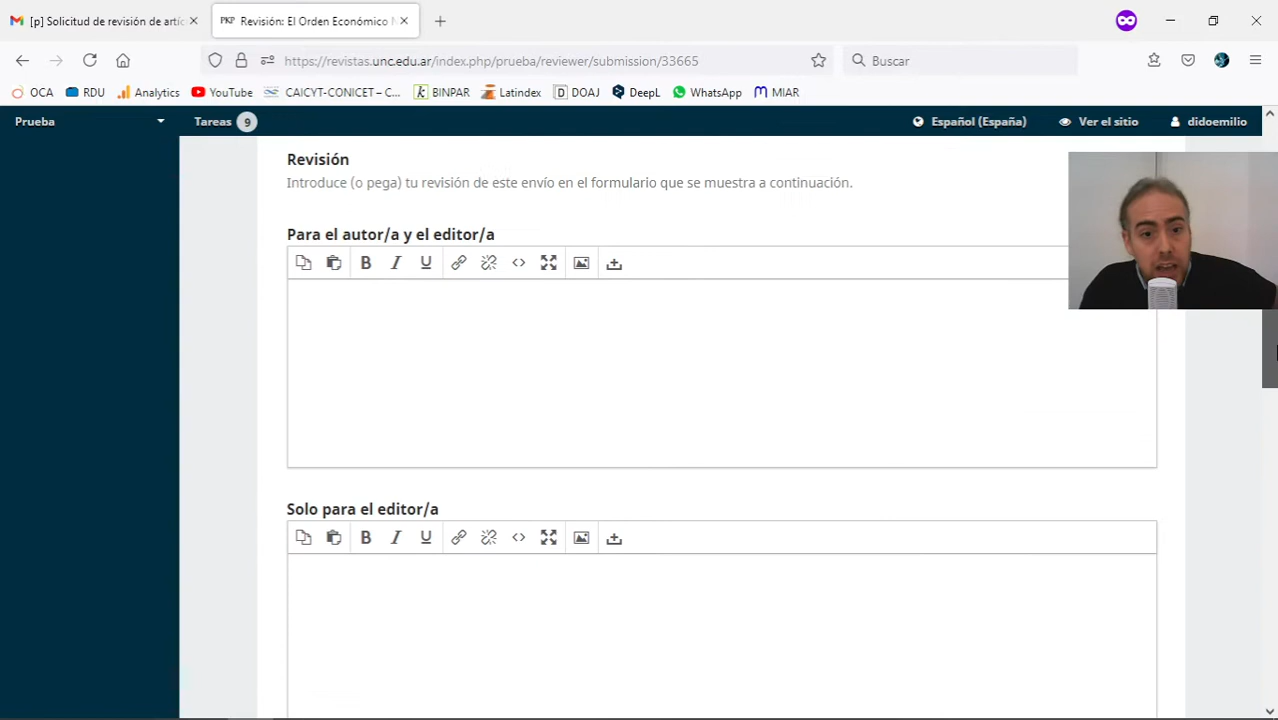 [p] Solicitud de revisión de artíc
PKP Revisión: El Orden Económico N
https://revistas.unc.edu.ar/index.php/prueba/reviewer/submission/33665
Buscar
OCA RDU Analytics YouTube CAICYT-CONICET – C... BINPAR Latindex DOAJ DeepL WhatsApp MIAR
Prueba Tareas 9 Español (España) Ver el sitio didoemilio
Revisión
Introduce (o pega) tu revisión de este envío en el formulario que se muestra a continuación.
Para el autor/a y el editor/a
B I U
Solo para el editor/a
B I U